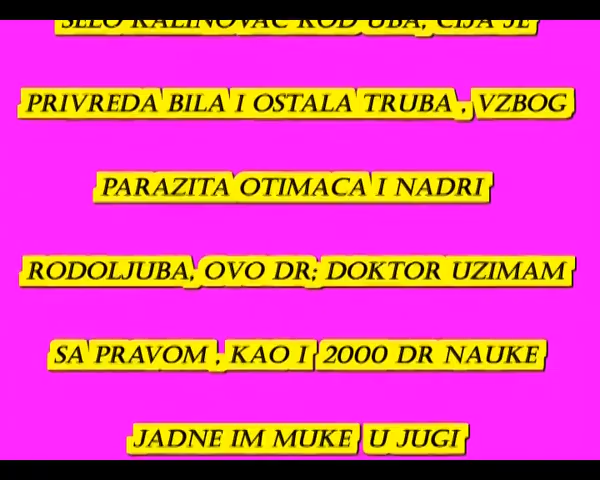 SELO KALINOVAC KOD UBA, ČIJA JE
PRIVREDA BILA I OSTALA TRUBA , VZBOG
PARAZITA OTIMACA I NADRI
RODOLJUBA, OVO DR; DOKTOR UZIMAM
SA PRAVOM , KAO I 2000 DR NAUKE
JADNE IM MUKE U JUGI